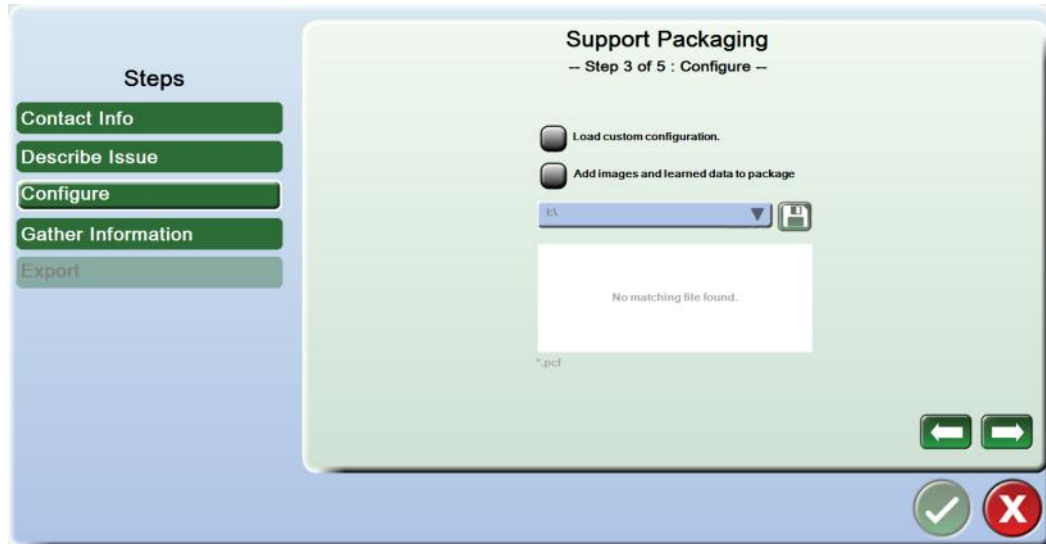 Steps
Contact Info
Describe Issue
Configure
Gather Information
Export
Support Packaging
-- Step 3 of 5 : Configure --
Load custom configuration.
Add images and learned data to package
No matching file found.
*.pcf
X